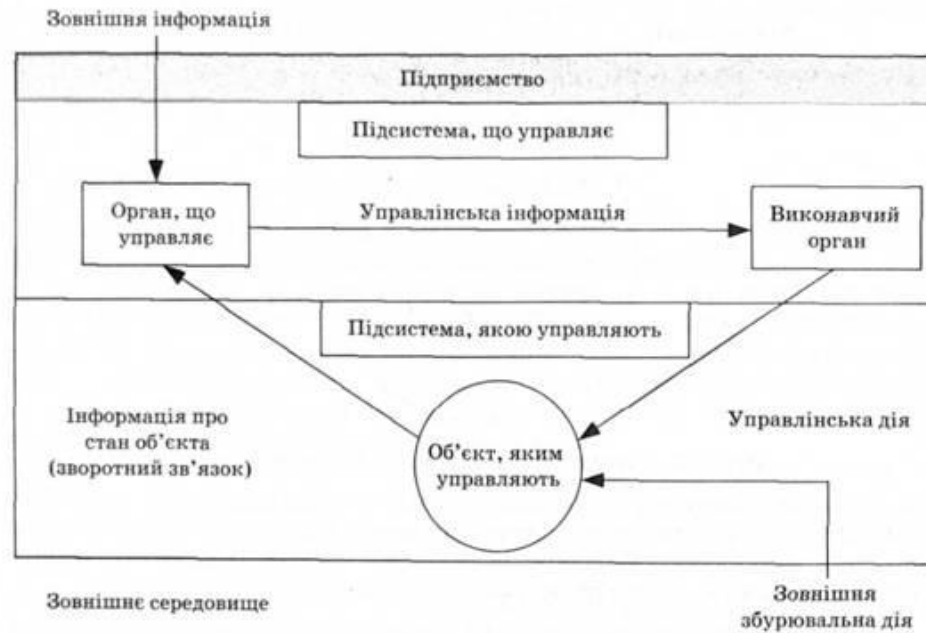 Зовнішня інформація
Підприємство
Підсистема, що управляє
Орган, що
управляє
Управлінська інформація
Виконавчий
орган
Підсистема, якою управляють
Інформація про
стан об’єкта
(зворотний зв’язок)
Об’єкт, яким
управляють
Управлінська дія
Зовнішнє середовище
Зовнішня
збурювальна дія